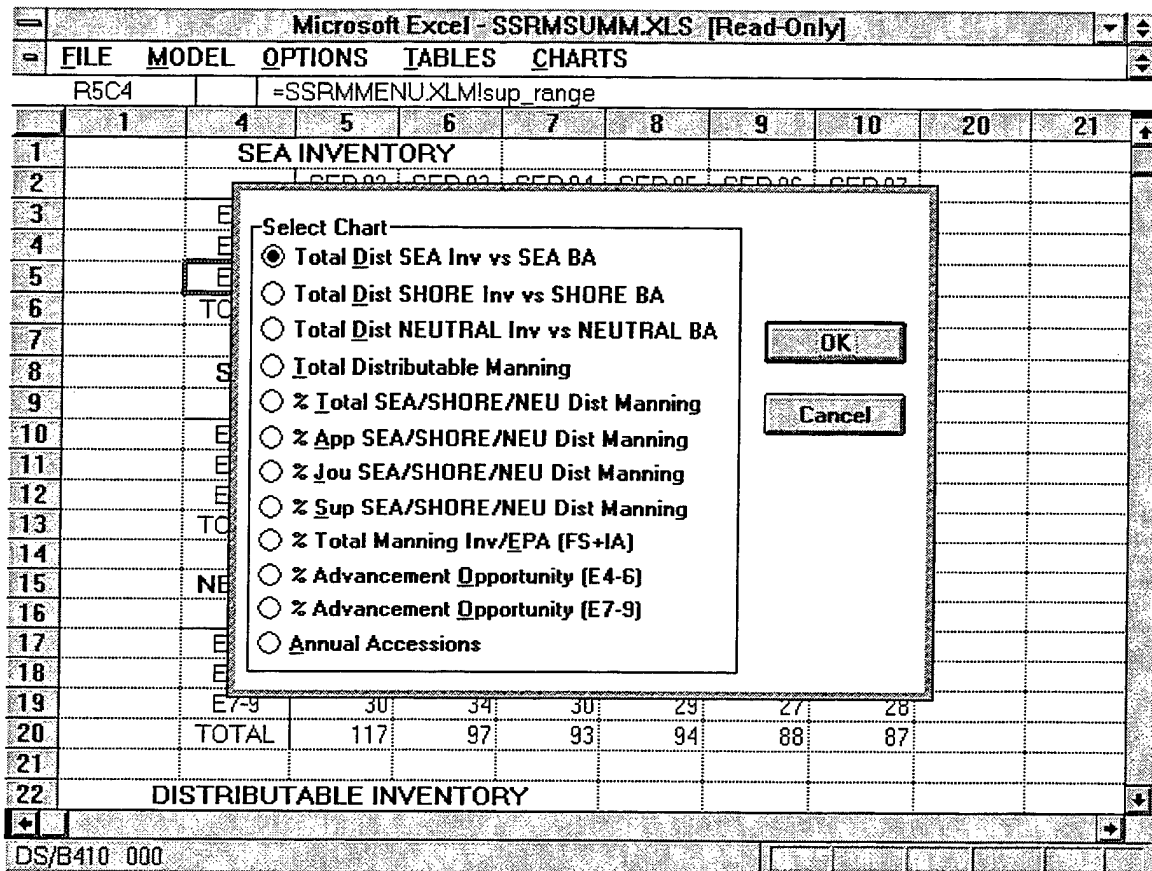 Microsoft Excel - SSRMSUMM.XLS [Read-Only]
FILE MODEL OPTIONS TABLES CHARTS
R5C4 =SSRMMENU.XLM!sup_range
1 4 5 6 7 8 9 10 20 21
1 SEA INVENTORY
2
3 E
4 E
5 E
6 TO
7
8 S
9
10 E
11 E
12 E
13 TO
14
15 NE
16
17 E
18 E
Select Chart
Total Dist SEA Inv vs SEA BA
Total Dist SHORE Inv vs SHORE BA
Total Dist NEUTRAL Inv vs NEUTRAL BA
Total Distributable Manning
% Total SEA/SHORE/NEU Dist Manning
% App SEA/SHORE/NEU Dist Manning
% Jou SEA/SHORE/NEU Dist Manning
% Sup SEA/SHORE/NEU Dist Manning
% Total Manning Inv/EPA (FS+IA)
% Advancement Opportunity (E4-6)
% Advancement Opportunity (E7-9)
Annual Accessions
OK
Cancel
19 E7-9 30 34 30 29 27 28
20 TOTAL 117 97 93 94 88 87
21
22 DISTRIBUTABLE INVENTORY
DS/B410 000